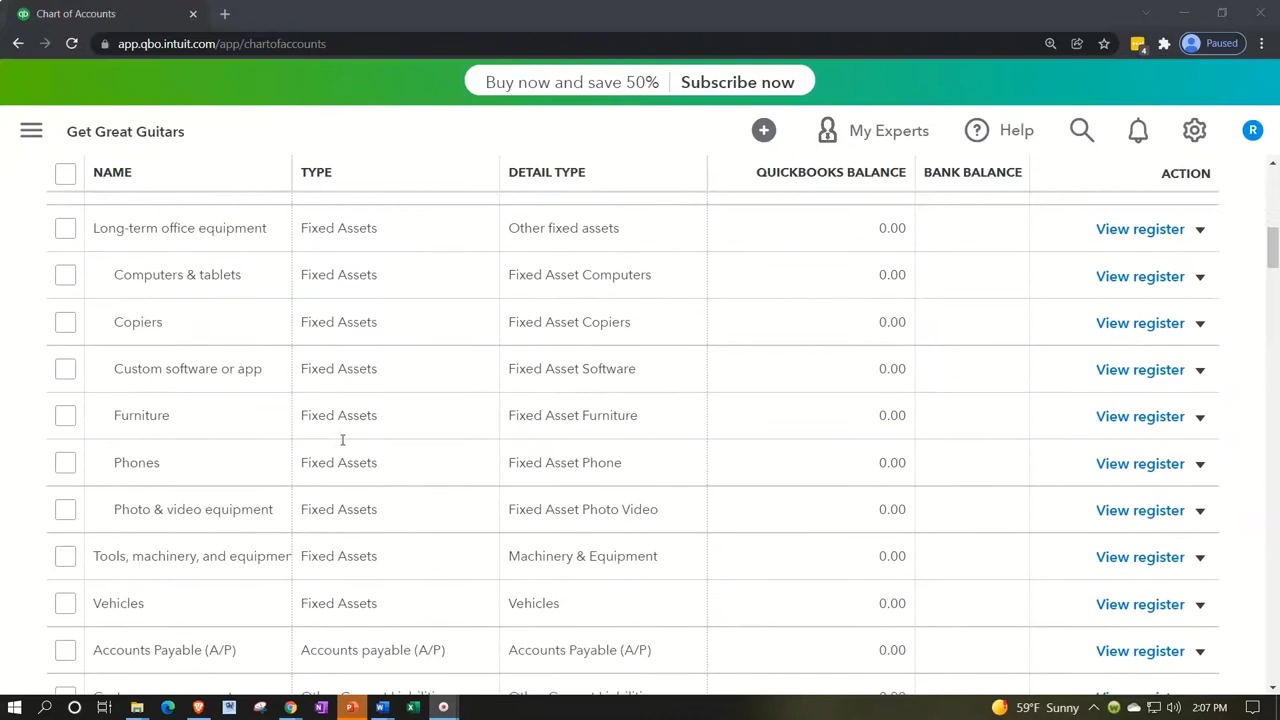 qb Chart of Accounts
app.qbo.intuit.com/app/chartofaccounts
4
Paused
Buy now and save 50% Subscribe now
Get Great Guitars
My Experts
Help
R
NAME TYPE DETAIL TYPE QUICKBOOKS BALANCE BANK BALANCE ACTION
Long-term office equipment Fixed Assets Other fixed assets 0.00 View register
Computers & tablets Fixed Assets Fixed Asset Computers 0.00 View register
Copiers Fixed Assets Fixed Asset Copiers 0.00 View register
Custom software or app Fixed Assets Fixed Asset Software 0.00 View register
Furniture Fixed Assets Fixed Asset Furniture 0.00 View register
Phones Fixed Assets Fixed Asset Phone 0.00 View register
Photo & video equipment Fixed Assets Fixed Asset Photo Video 0.00 View register
Tools, machinery, and equipmen Fixed Assets Machinery & Equipment 0.00 View register
Vehicles Fixed Assets Vehicles 0.00 View register
Accounts Payable (A/P) Accounts payable (A/P) Accounts Payable (A/P) 0.00 View register
59°F Sunny
2:07 PM